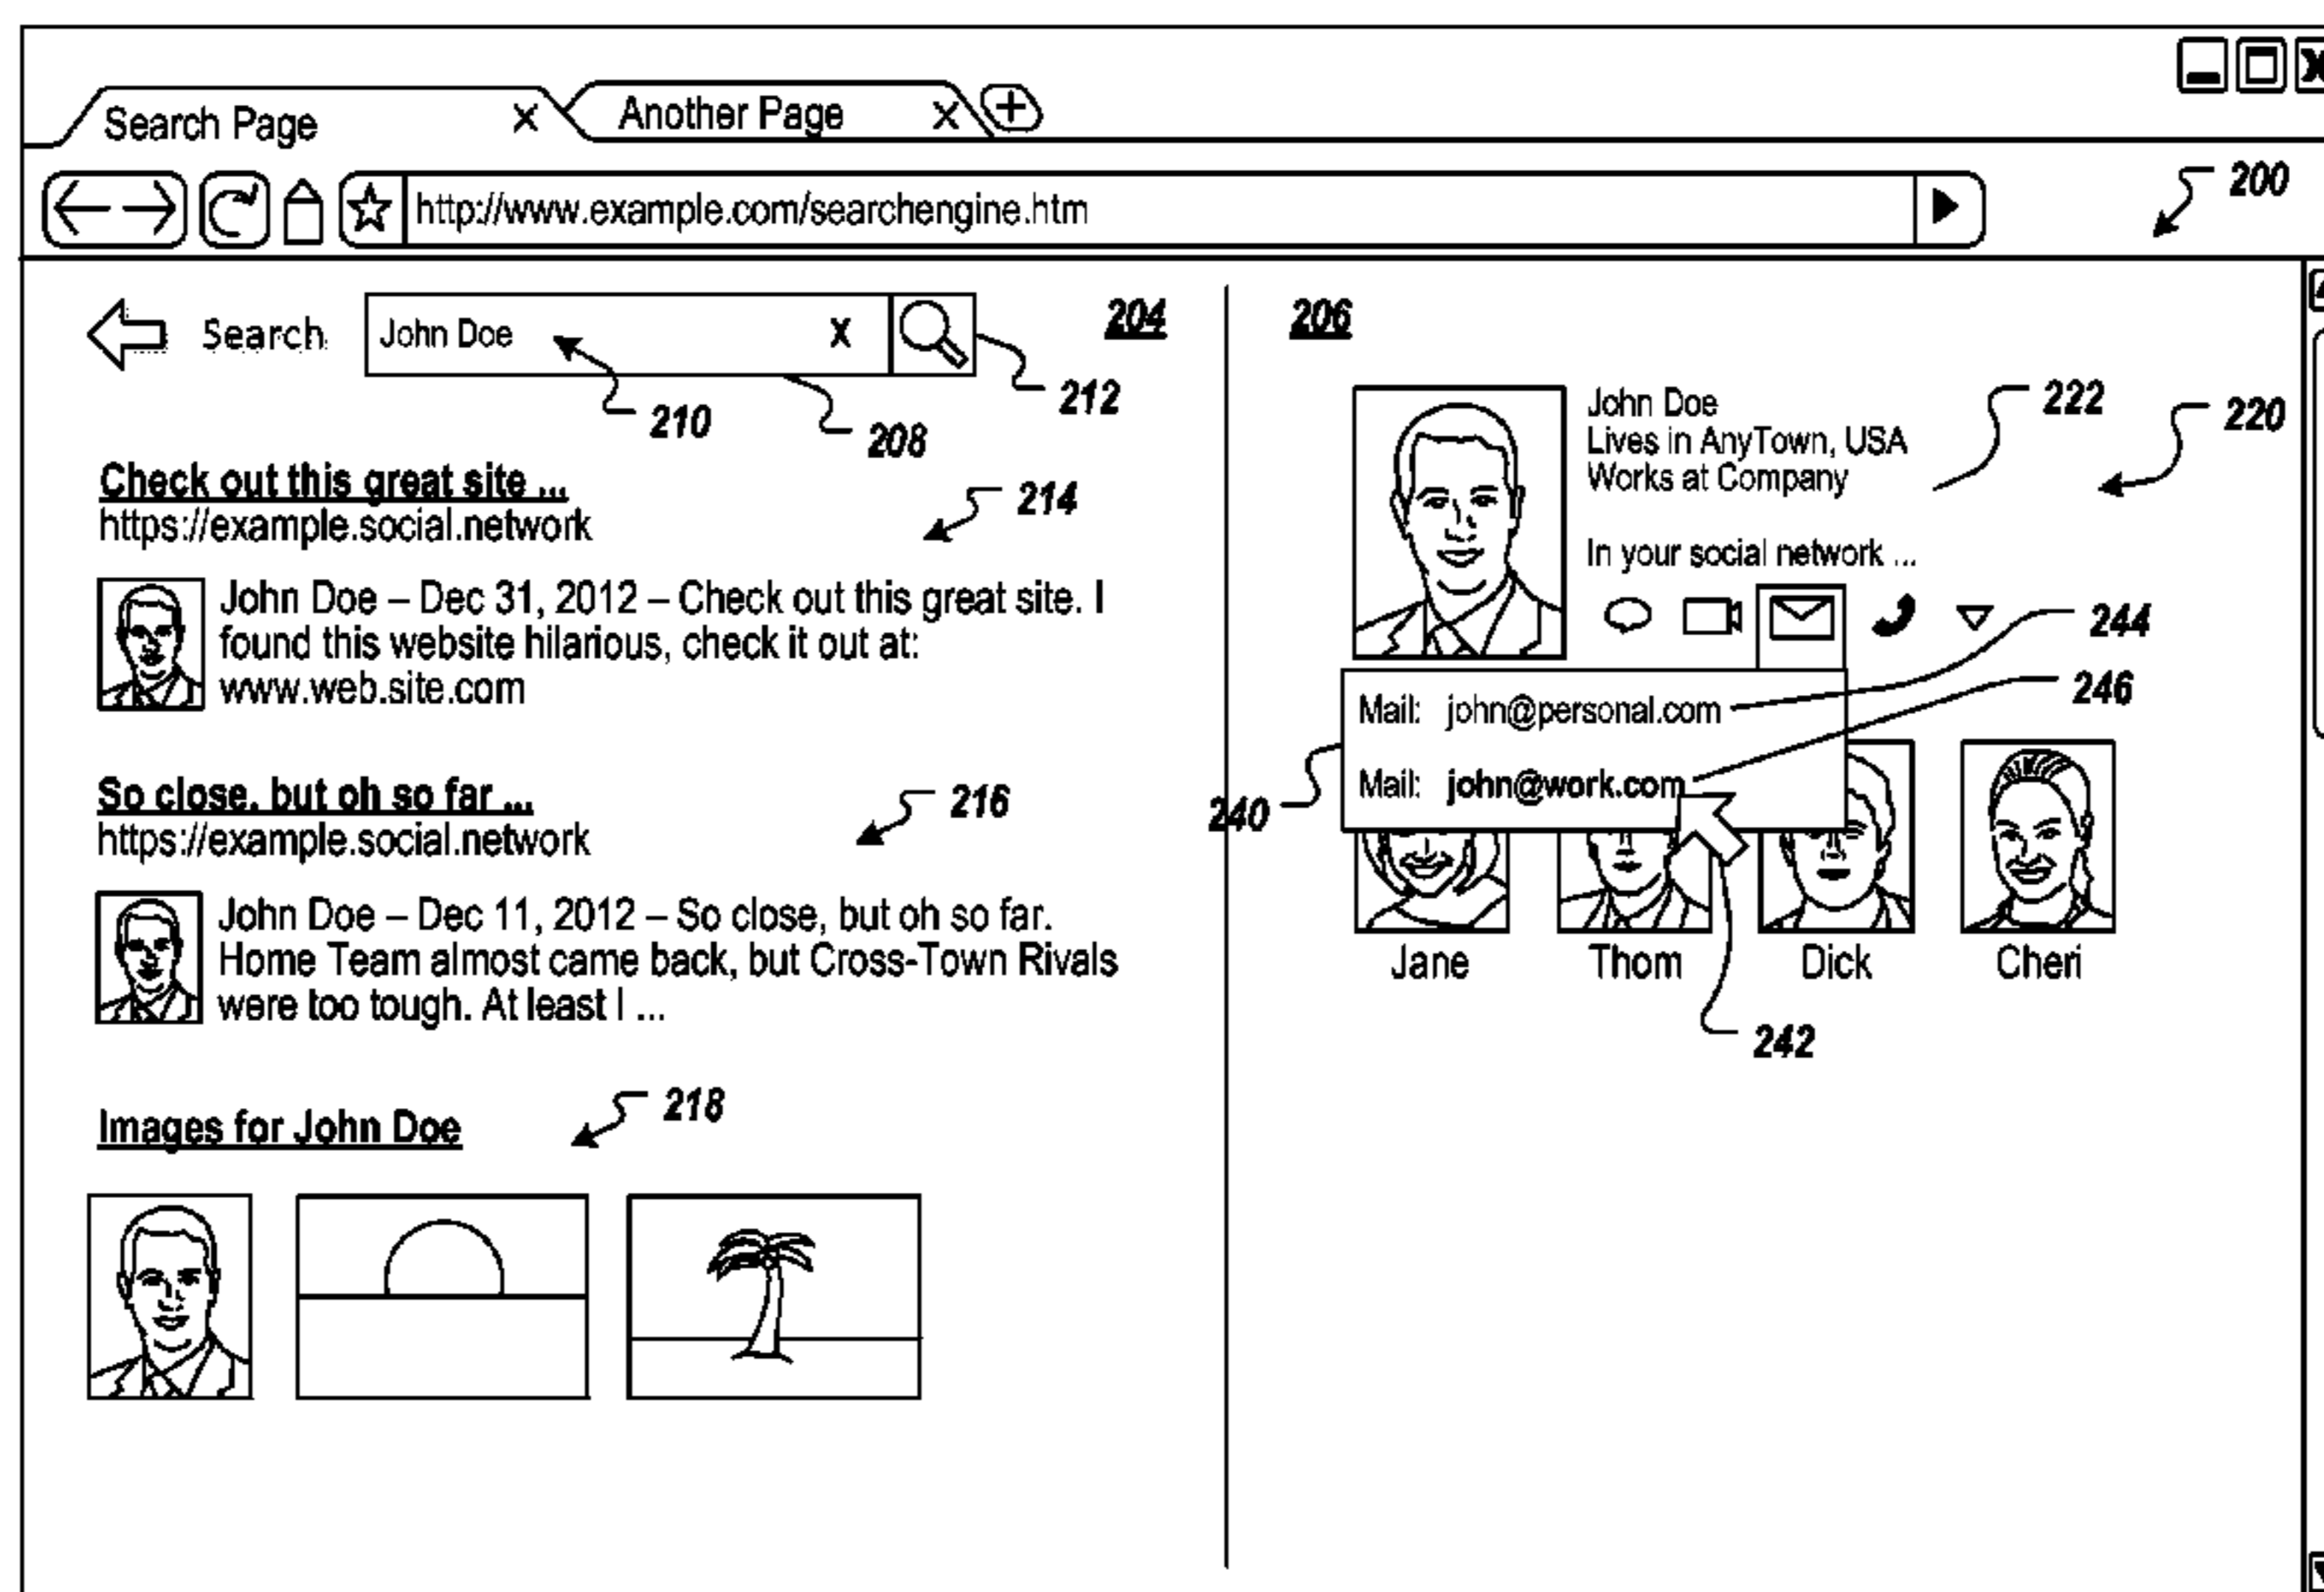 Search Page X
Another Page X
http://www.example.com/searchengine.htm
200
Search
John Doe X
204
210
208
212
Check out this great site ...
https://example.social.network
214
John Doe – Dec 31, 2012 – Check out this great site. I
found this website hilarious, check it out at:
www.web.site.com
So close, but oh so far ...
https://example.social.network
216
John Doe – Dec 11, 2012 – So close, but oh so far.
Home Team almost came back, but Cross-Town Rivals
were too tough. At least I ...
Images for John Doe
218
206
John Doe
Lives in AnyTown, USA
Works at Company
222
220
In your social network ...
244
246
Mail: john@personal.com
Mail: john@work.com
240
Jane
Thom
Dick
Cheri
242